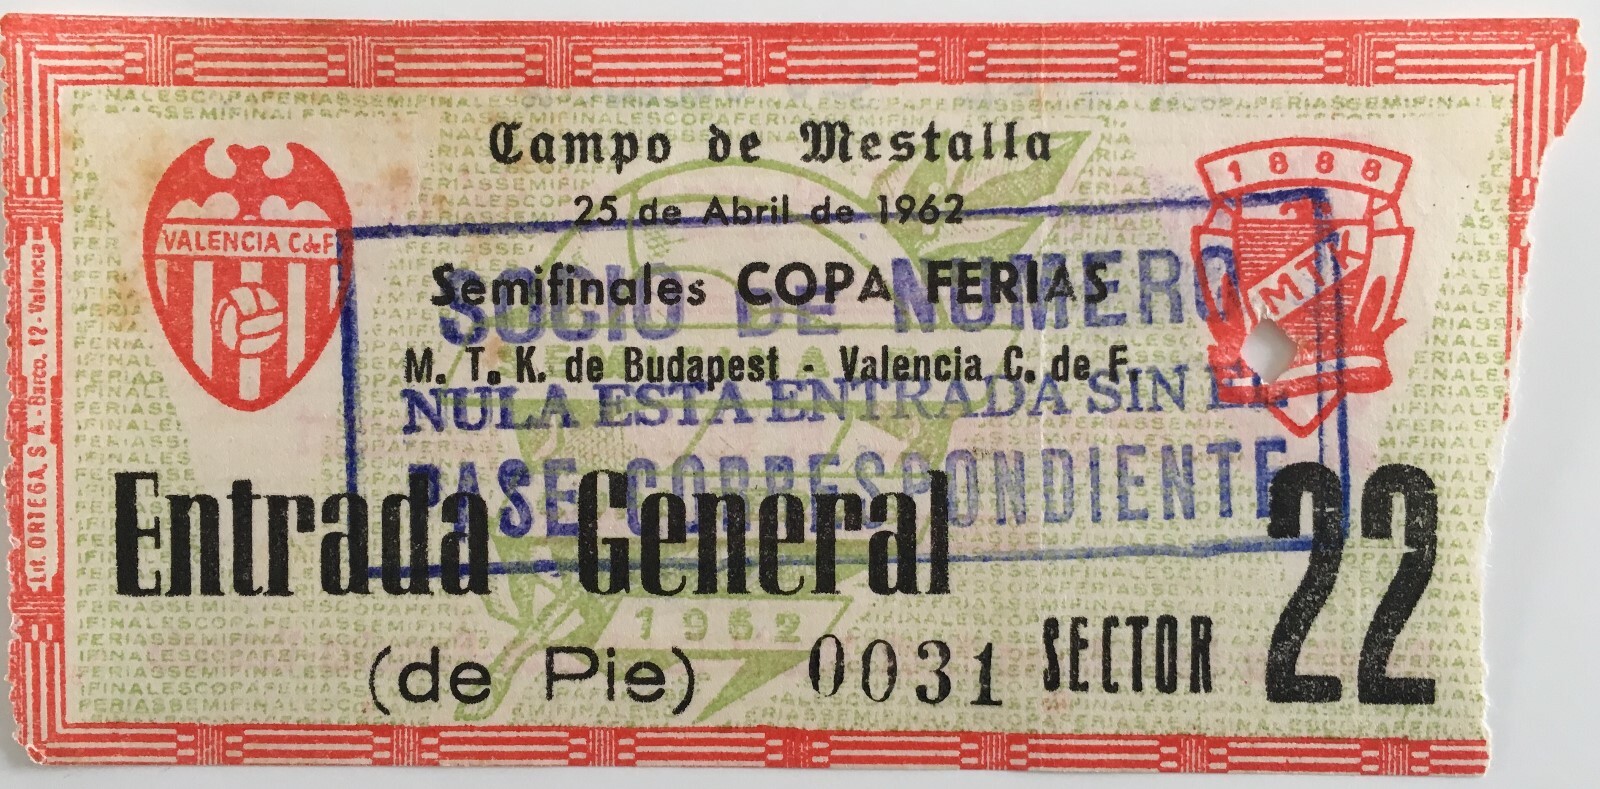 Campo de Mestalla
25 de Abril de 1962
Semifinales COPA FERIAS
M. T. K. de Budapest - Valencia C. de F.
Entrada General
(de Pie) 0031 SECTOR 22
VALENCIA C de F
1888
MTK
SOCIO DE NUMERO
NULA ESTA ENTRADA SIN EL
PASE CORRESPONDIENTE
1962
Lit. ORTEGA, S. A. - Barco, 12 - Valencia